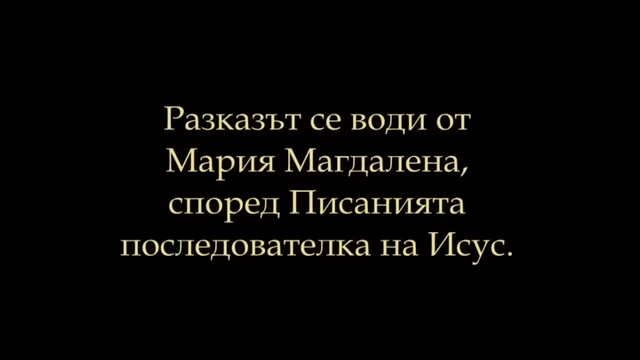 Разказът се води от
Мария Магдалена,
според Писанията
последователка на Исус.